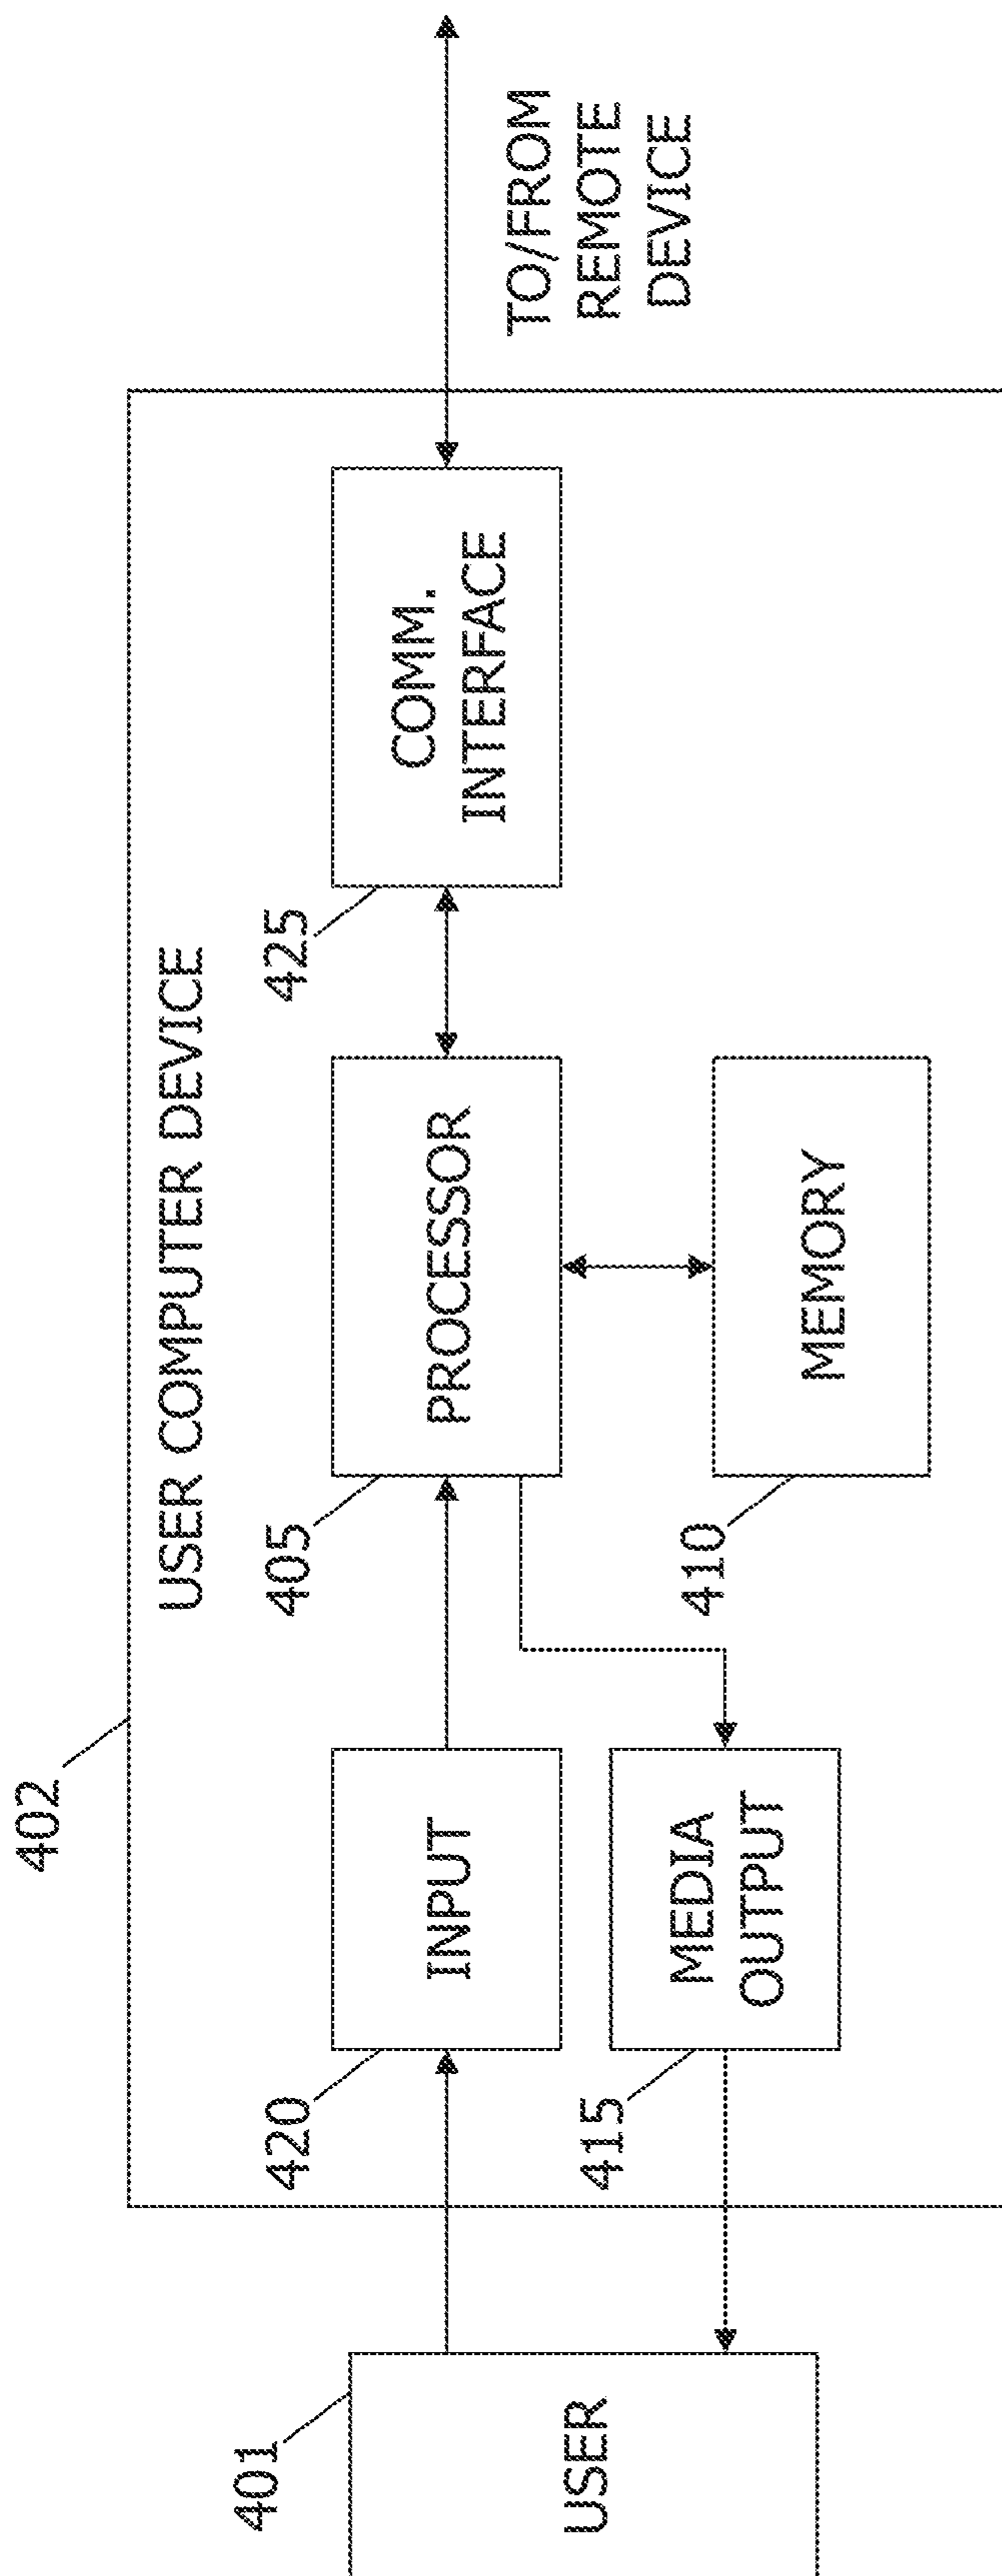 402
USER COMPUTER DEVICE
401
USER
420
INPUT
405
PROCESSOR
425
COMM.
INTERFACE
TO/FROM
REMOTE
DEVICE
415
MEDIA
OUTPUT
410
MEMORY